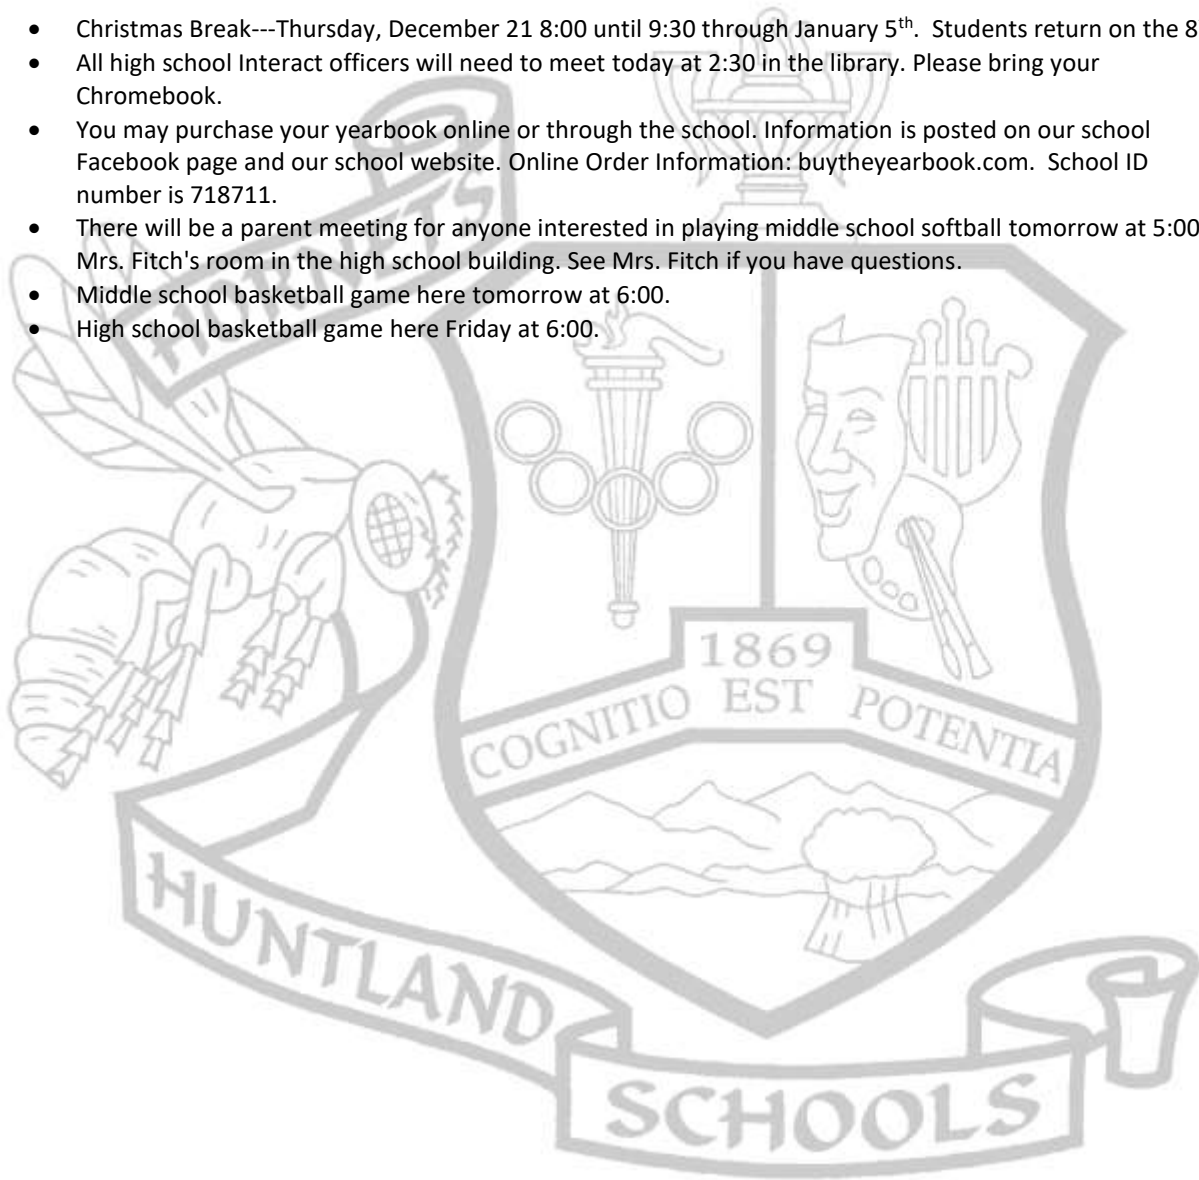 • Christmas Break---Thursday, December 21 8:00 until 9:30 through January 5th.  Students return on the 8
• All high school Interact officers will need to meet today at 2:30 in the library. Please bring your
Chromebook.
• You may purchase your yearbook online or through the school. Information is posted on our school
Facebook page and our school website. Online Order Information: buytheyearbook.com.  School ID
number is 718711.
• There will be a parent meeting for anyone interested in playing middle school softball tomorrow at 5:00
Mrs. Fitch's room in the high school building. See Mrs. Fitch if you have questions.
• Middle school basketball game here tomorrow at 6:00.
• High school basketball game here Friday at 6:00.
HORNETS
1869
COGNITIO EST POTENTIA
HUNTLAND
SCHOOLS